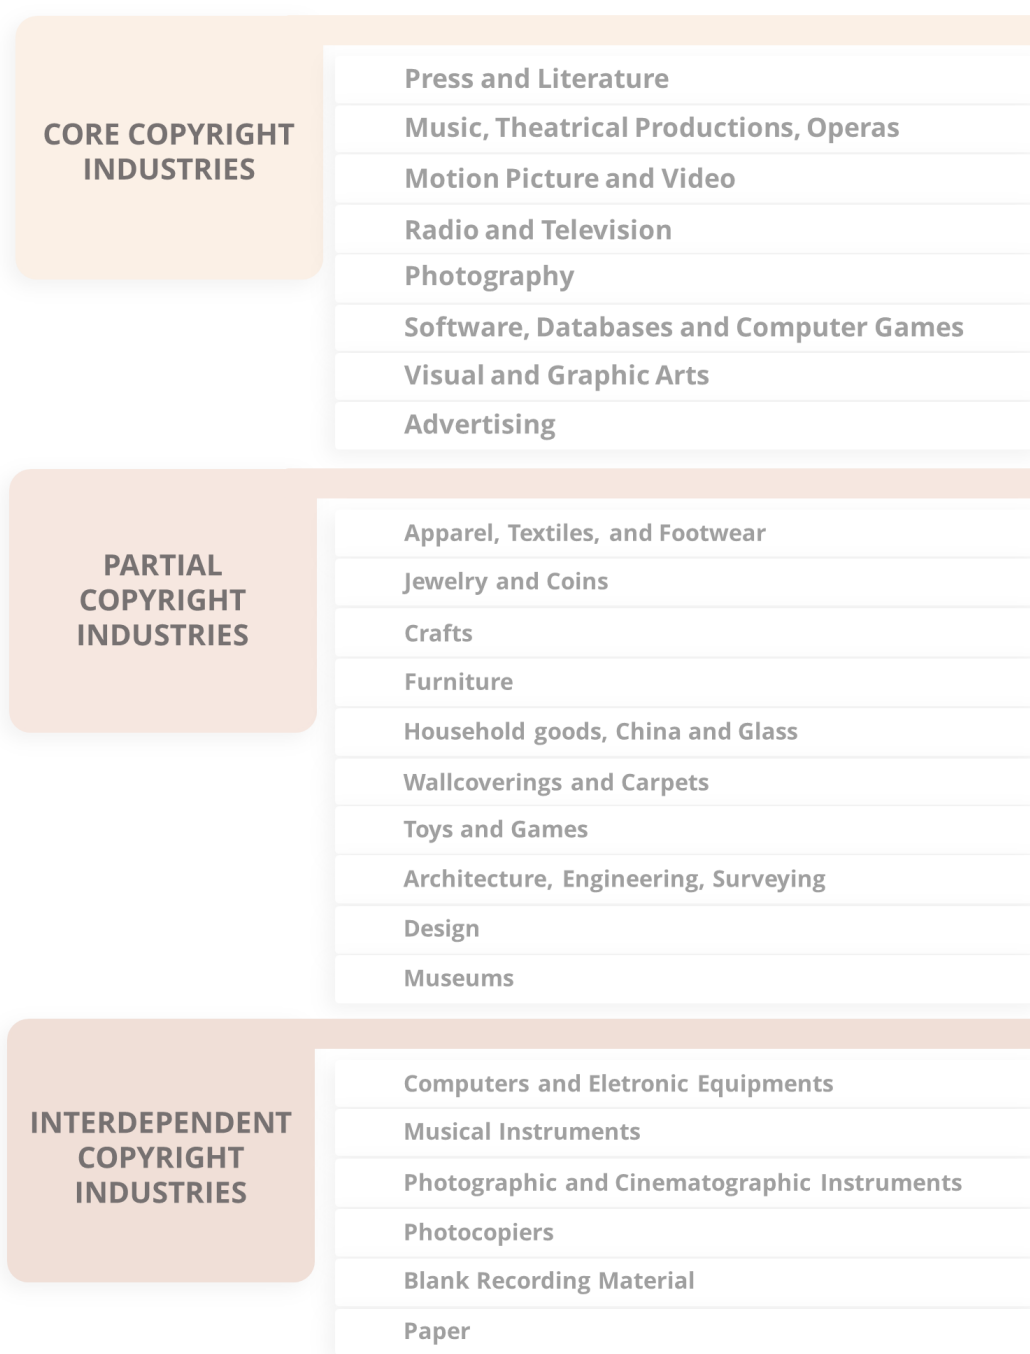 CORE COPYRIGHT
INDUSTRIES
Press and Literature
Music, Theatrical Productions, Operas
Motion Picture and Video
Radio and Television
Photography
Software, Databases and Computer Games
Visual and Graphic Arts
Advertising
PARTIAL
COPYRIGHT
INDUSTRIES
Apparel, Textiles, and Footwear
Jewelry and Coins
Crafts
Furniture
Household goods, China and Glass
Wallcoverings and Carpets
Toys and Games
Architecture, Engineering, Surveying
Design
Museums
INTERDEPENDENT
COPYRIGHT
INDUSTRIES
Computers and Eletronic Equipments
Musical Instruments
Photographic and Cinematographic Instruments
Photocopiers
Blank Recording Material
Paper